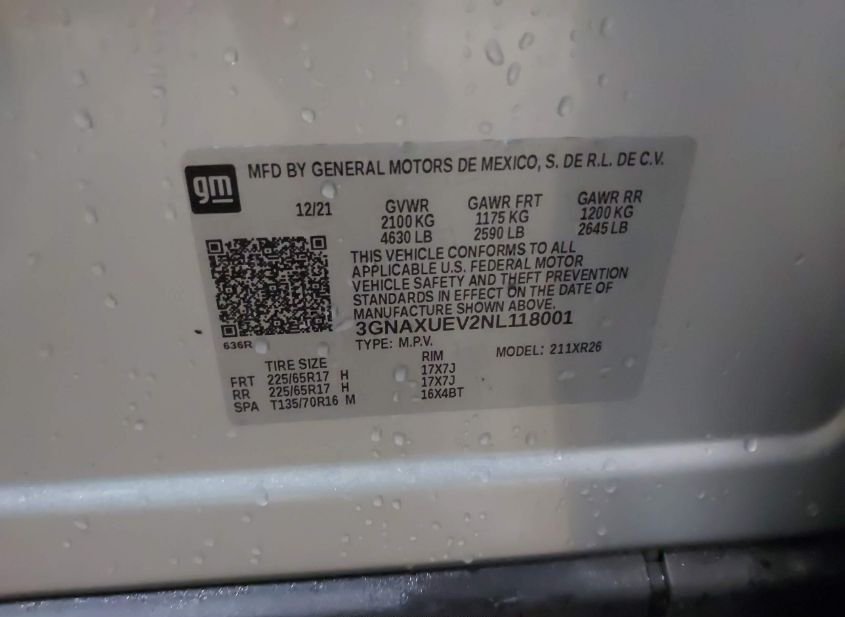 gm
MFD BY GENERAL MOTORS DE MEXICO, S. DE R.L. DE C.V.
12/21 GVWR GAWR FRT GAWR RR
2100 KG 1175 KG 1200 KG
4630 LB 2590 LB 2645 LB
THIS VEHICLE CONFORMS TO ALL
APPLICABLE U.S. FEDERAL MOTOR
VEHICLE SAFETY AND THEFT PREVENTION
STANDARDS IN EFFECT ON THE DATE OF
MANUFACTURE SHOWN ABOVE.
3GNAXUEV2NL118001
636R TYPE: M.P.V. MODEL: 211XR26
TIRE SIZE RIM
FRT 225/65R17 H 17X7J
RR 225/65R17 H 17X7J
SPA T135/70R16 M 16X4BT